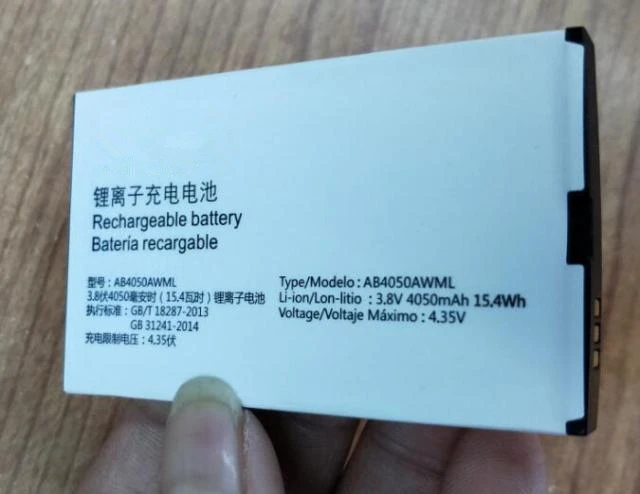 锂离子充电电池
Rechargeable battery
Batería recargable
型号: AB4050AWML
3.8伏4050毫安时 (15.4瓦时) 锂离子电池
执行标准: GB/T 18287-2013
GB 31241-2014
充电限制电压: 4.35伏
Type/Modelo : AB4050AWML
Li-ion/Lon-litio : 3.8V 4050mAh 15.4Wh
Voltage/Voltaje Máximo : 4.35V